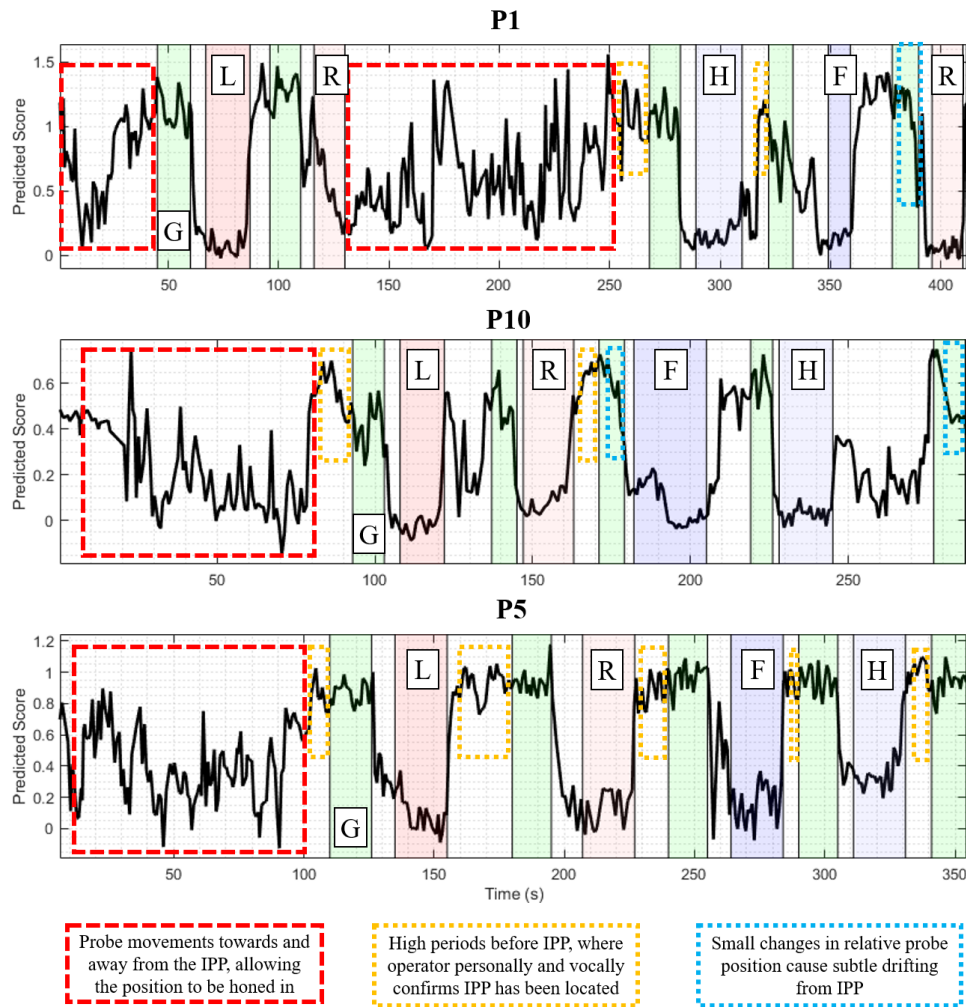 P1
L
R
H
F
R
G
1.5
1
0.5
0
Predicted Score
50
100
150
200
250
300
350
400
P10
L
R
F
H
G
0.6
0.4
0.2
0
Predicted Score
50
100
150
200
250
P5
L
R
F
H
G
1.2
1
0.8
0.6
0.4
0.2
0
Predicted Score
50
100
150
200
250
300
350
Time (s)
Probe movements towards and
away from the IPP, allowing
the position to be honed in
High periods before IPP, where
operator personally and vocally
confirms IPP has been located
Small changes in relative probe
position cause subtle drifting
from IPP